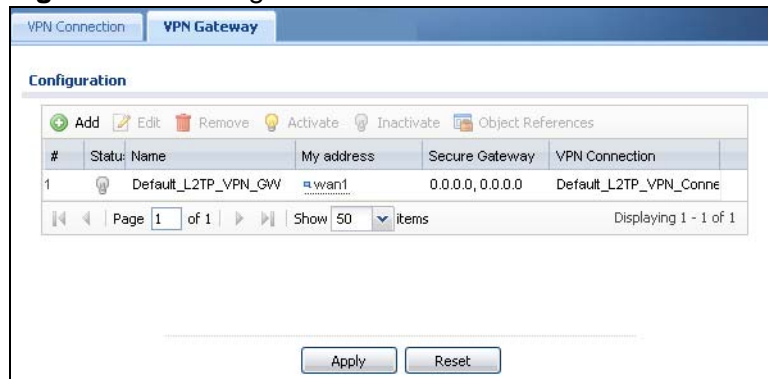 VPN Connection VPN Gateway
Configuration
Add Edit Remove Activate Inactivate Object References
# Statu: Name My address Secure Gateway VPN Connection
1 Default_L2TP_VPN_GW wan1 0.0.0.0, 0.0.0.0 Default_L2TP_VPN_Conne
Page 1 of 1 Show 50 items Displaying 1 - 1 of 1
Apply Reset